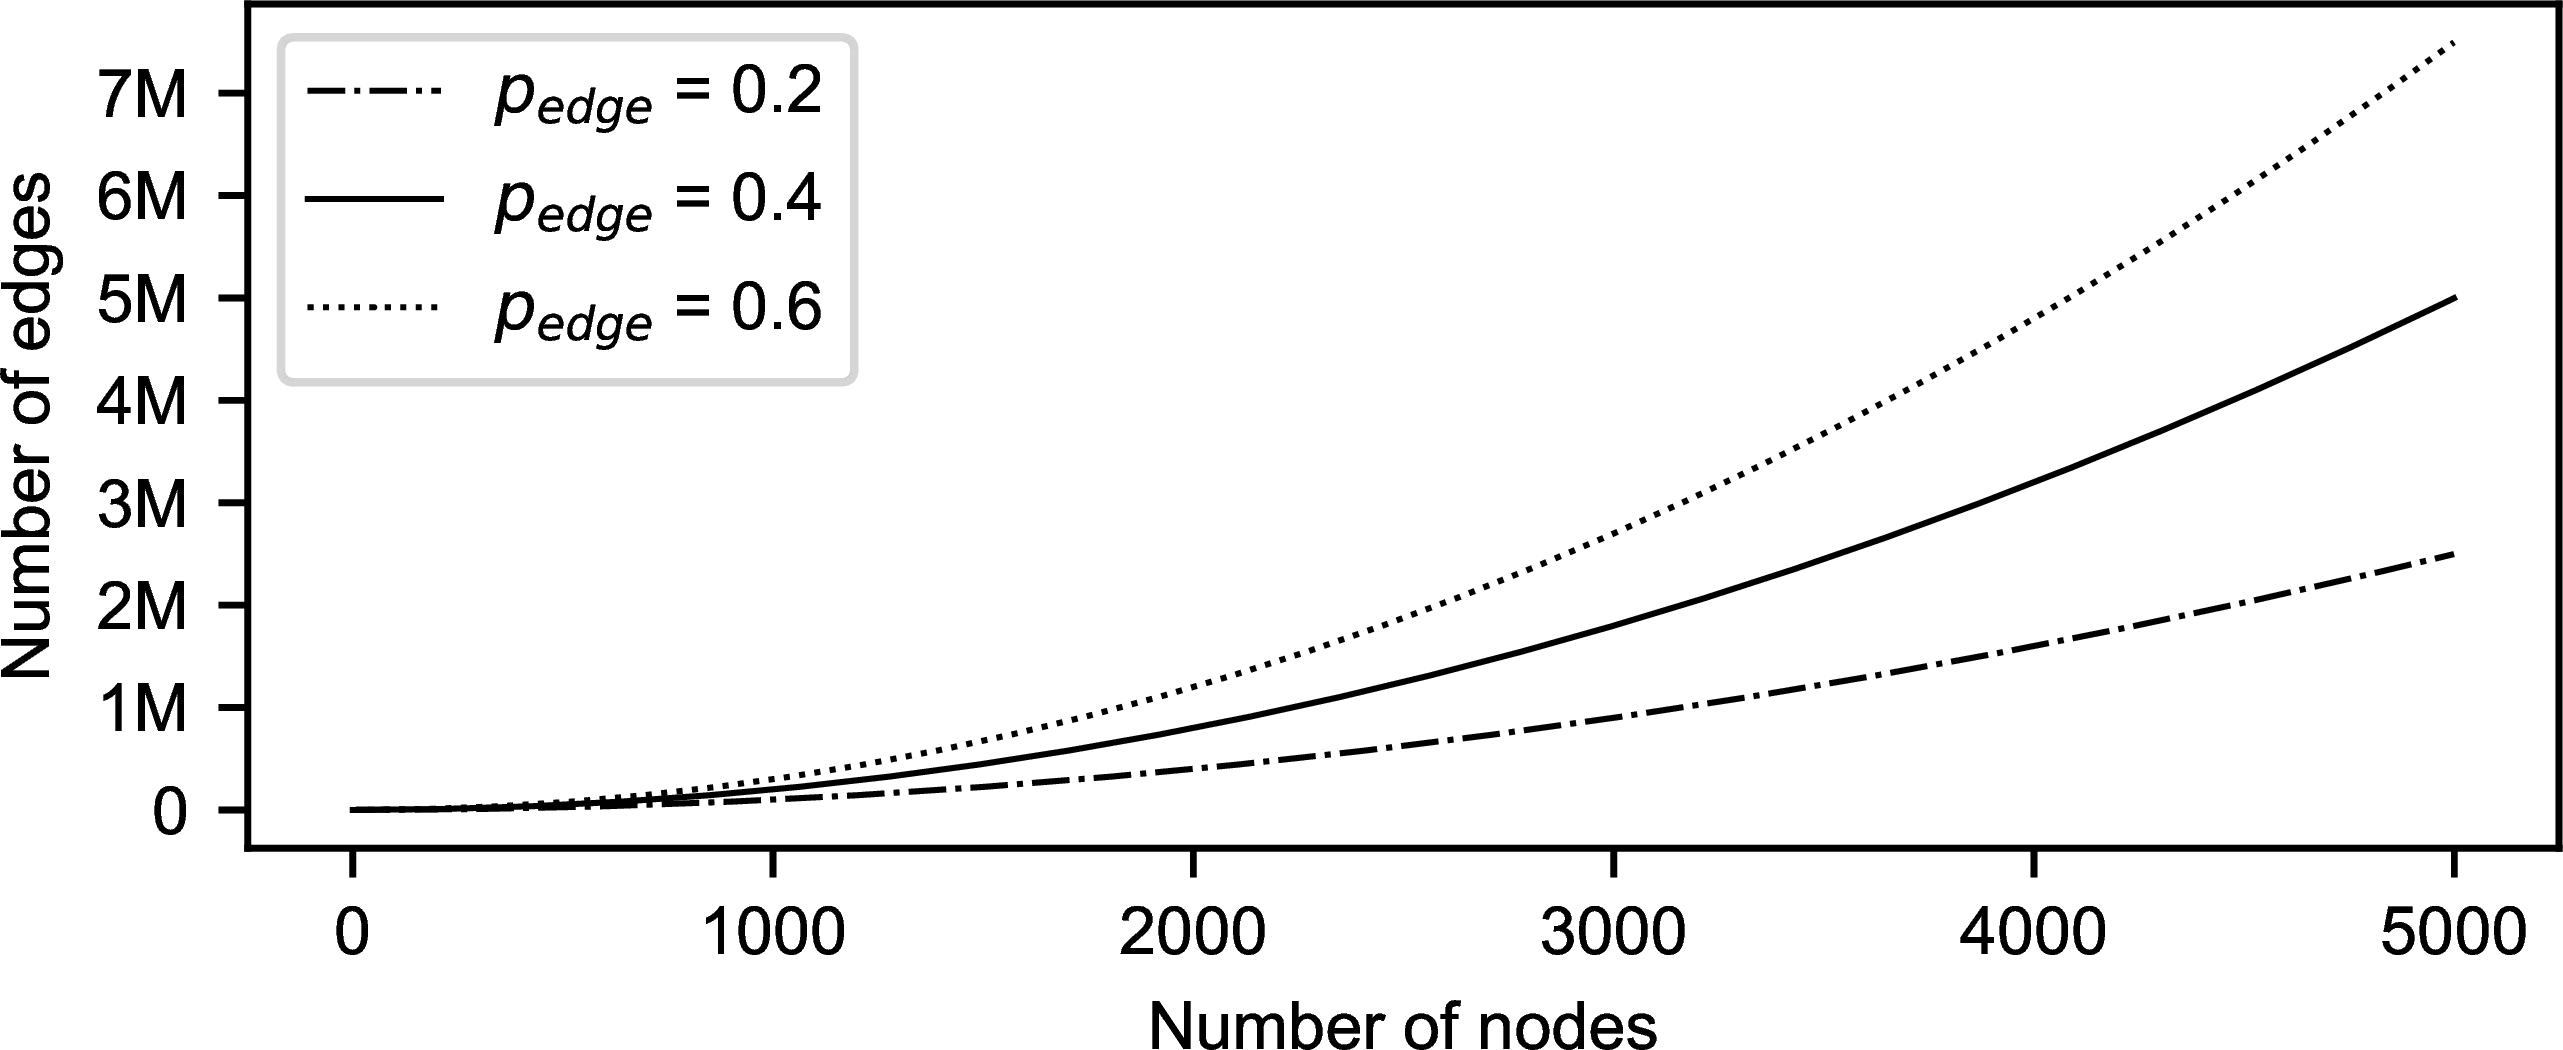 p_edge = 0.2
p_edge = 0.4
p_edge = 0.6
Number of edges
7M
6M
5M
4M
3M
2M
1M
0
0 1000 2000 3000 4000 5000
Number of nodes